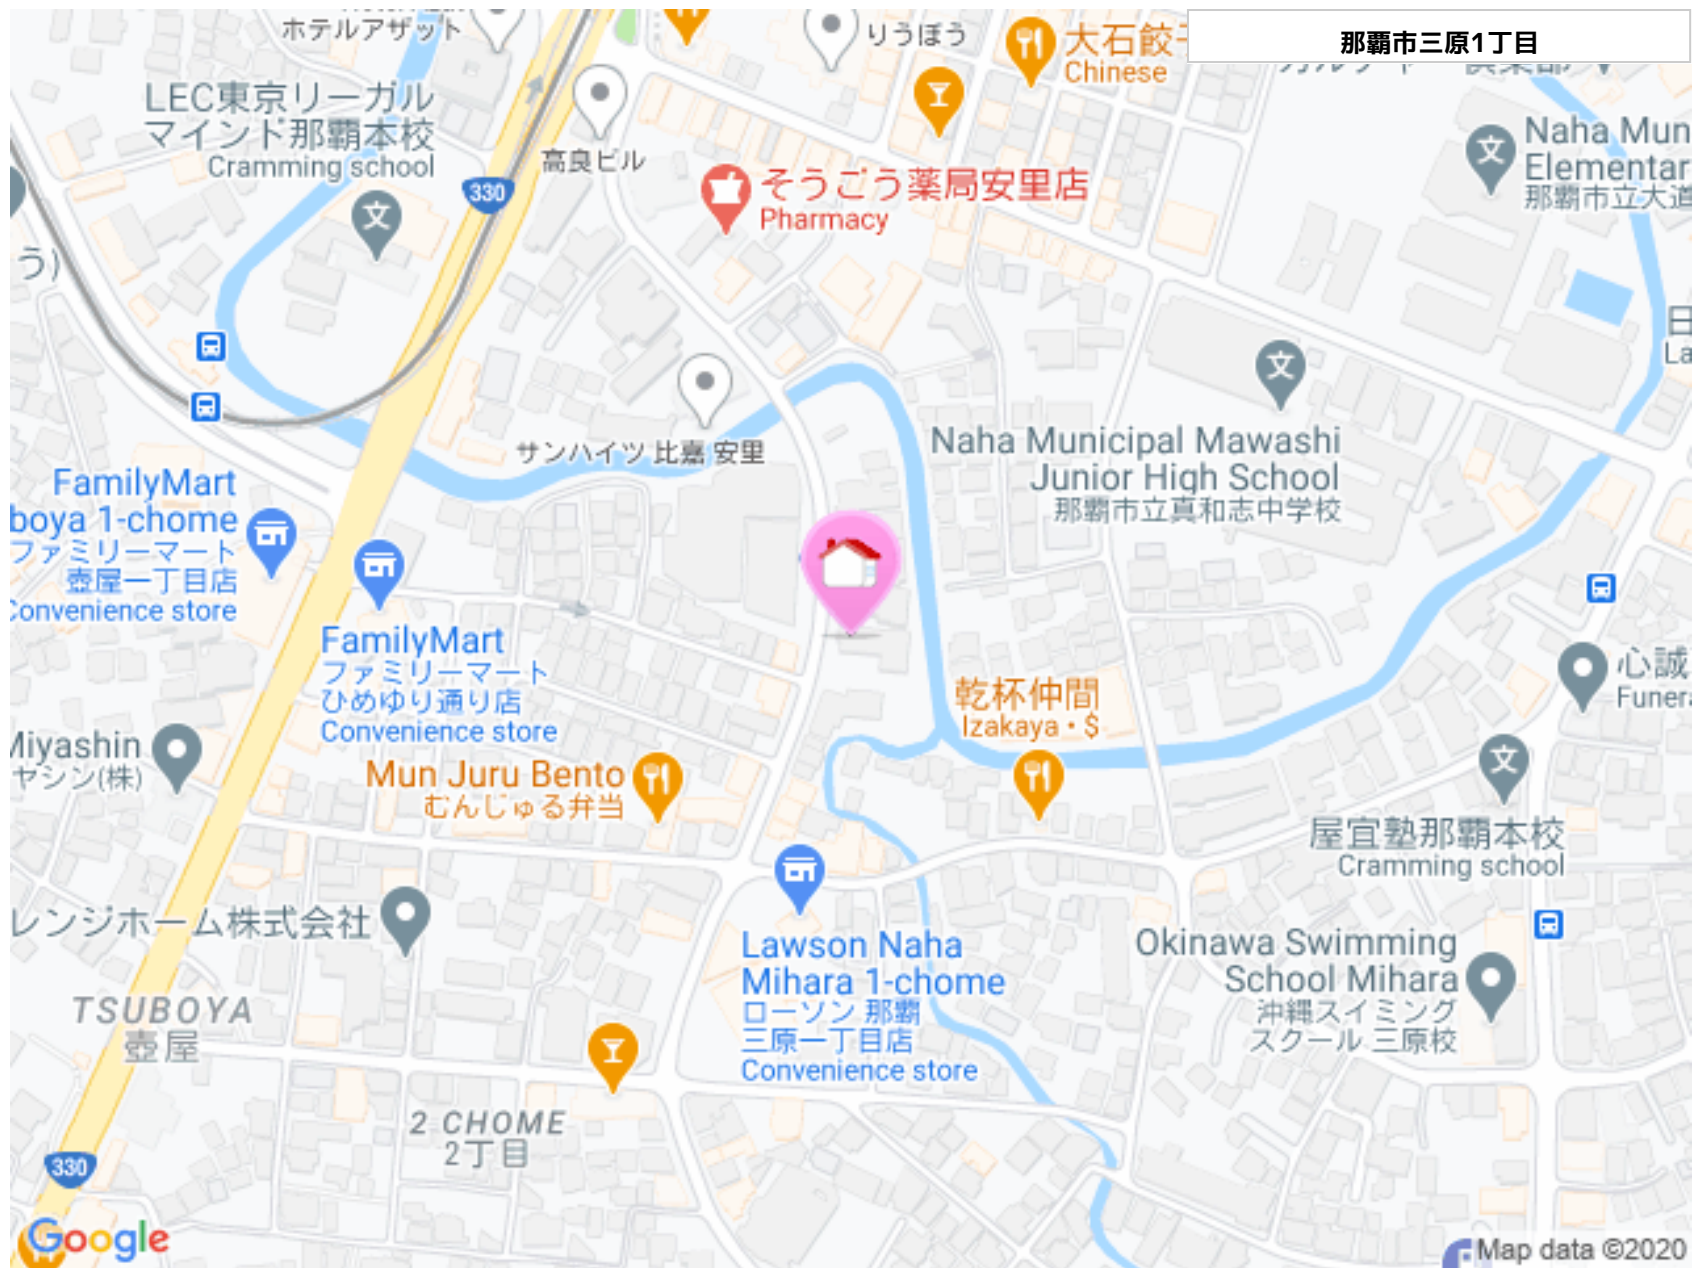 ホテルアザット
りうぼう
大石餃子
Chinese
那覇市三原1丁目
LEC東京リーガル
マインド那覇本校
Cramming school
330
高良ビル
そうごう薬局安里店
Pharmacy
Naha Mun
Elementar
那覇市立大道
う)
日
La
サンハイツ 比嘉 安里
Naha Municipal Mawashi
Junior High School
那覇市立真和志中学校
FamilyMart
boya 1-chome
ファミリーマート
壺屋一丁目店
Convenience store
FamilyMart
ファミリーマート
ひめゆり通り店
Convenience store
乾杯仲間
Izakaya・$
心誠
Funera
Miyashin
ヤシン(株)
Mun Juru Bento
むんじゅる弁当
屋宜塾那覇本校
Cramming school
レンジホーム株式会社
Lawson Naha
Mihara 1-chome
ローソン 那覇
三原一丁目店
Convenience store
Okinawa Swimming
School Mihara
沖縄スイミング
スクール 三原校
TSUBOYA
壺屋
2 CHOME
2丁目
330
Google
Map data ©2020